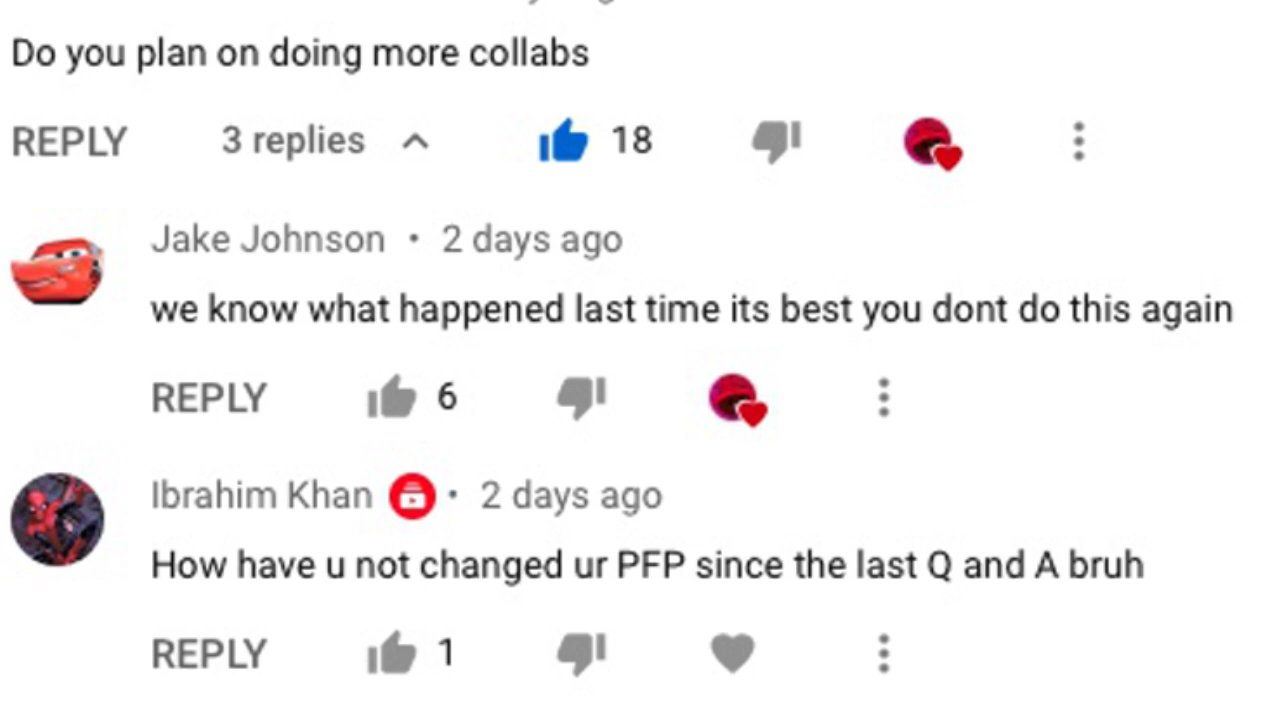 Do you plan on doing more collabs
REPLY 3 replies 18
Jake Johnson • 2 days ago
we know what happened last time its best you dont do this again
REPLY 6
Ibrahim Khan • 2 days ago
How have u not changed ur PFP since the last Q and A bruh
REPLY 1